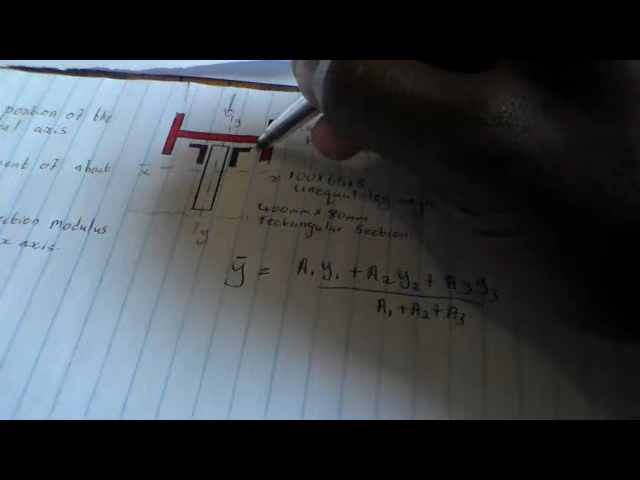 position of the
axis
ment of about
ection modulus
x axis.
y
x
x 100x65x8
unequal leg angle
400mm x 80mm
rectangular section
y
ȳ = A₁y₁ + A₂y₂ + A₃y₃
A₁ + A₂ + A₃